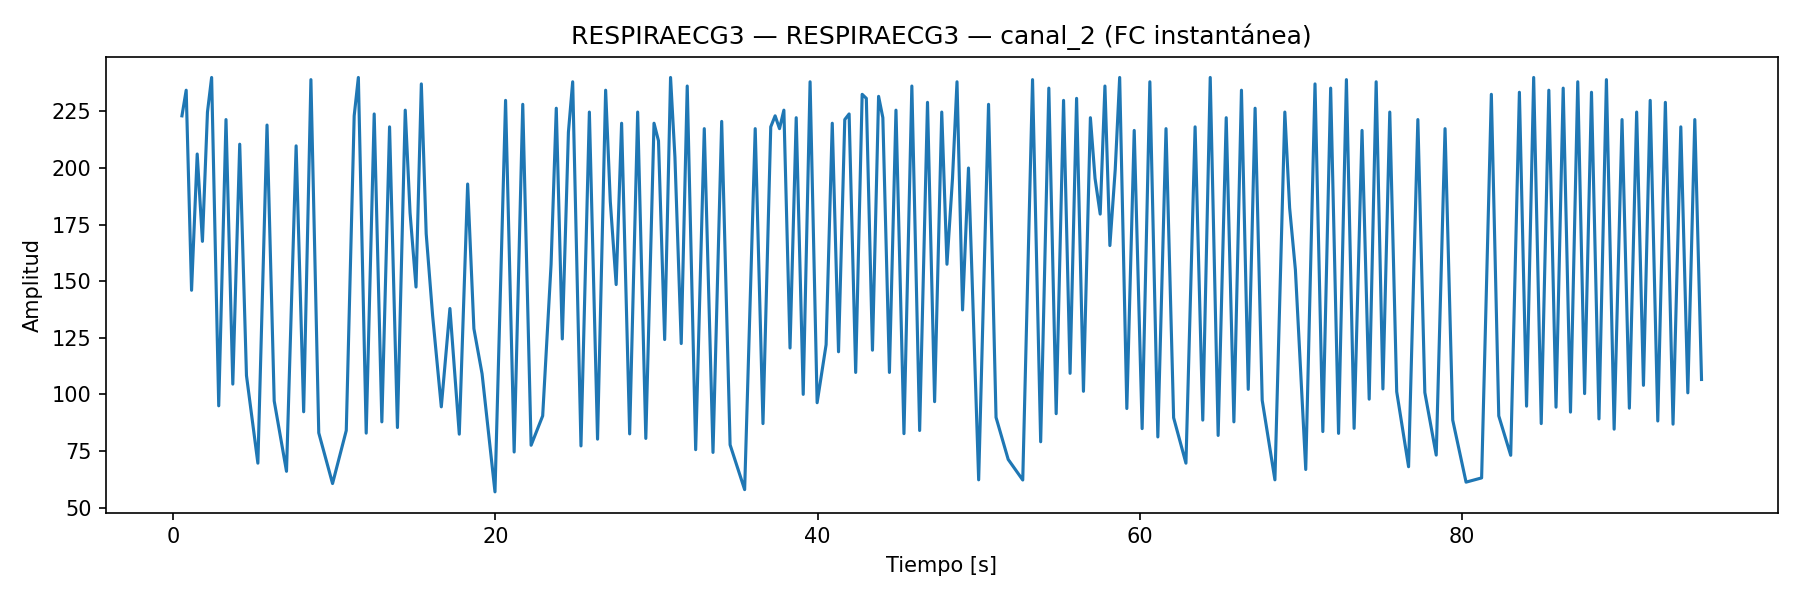 RESPIRAECG3 — RESPIRAECG3 — canal_2 (FC instantánea)
225
200
175
150
125
100
75
50
Amplitud
0 20 40 60 80
Tiempo [s]